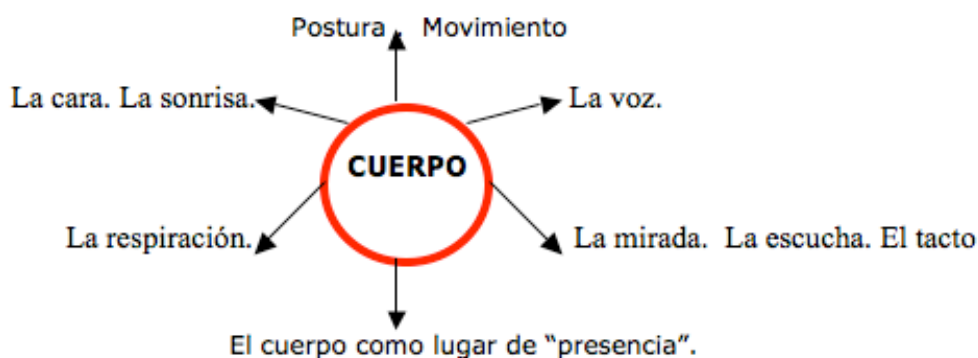 Postura . Movimiento
La cara. La sonrisa.
La voz.
CUERPO
La respiración.
La mirada. La escucha. El tacto
El cuerpo como lugar de “presencia”.